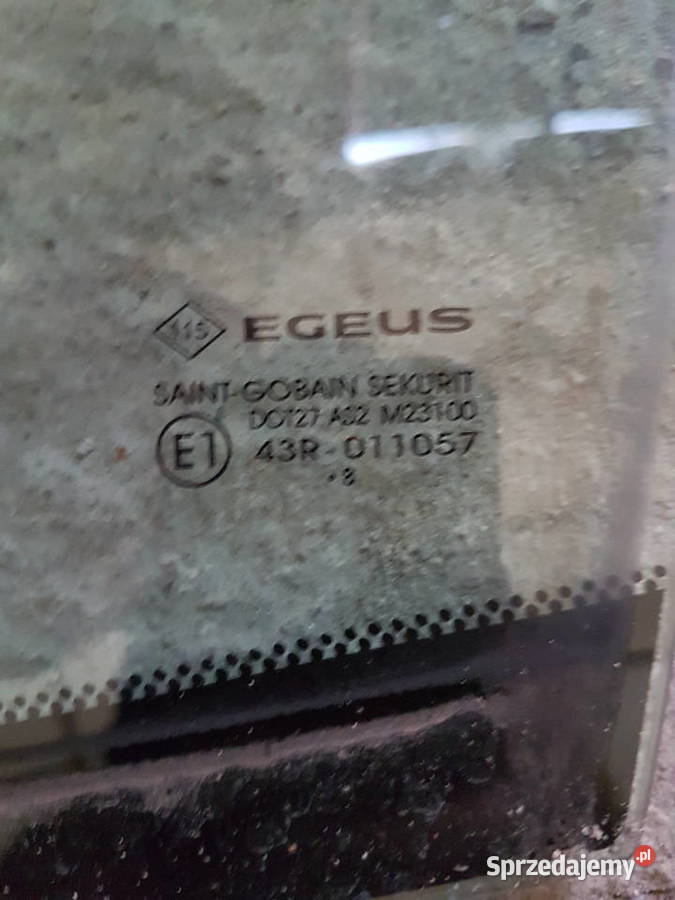 115 EGEUS
SAINT-GOBAIN SEKURIT
DOT27 AS2 M23100
E1 43R-011057
·8
Sprzedajemy.pl